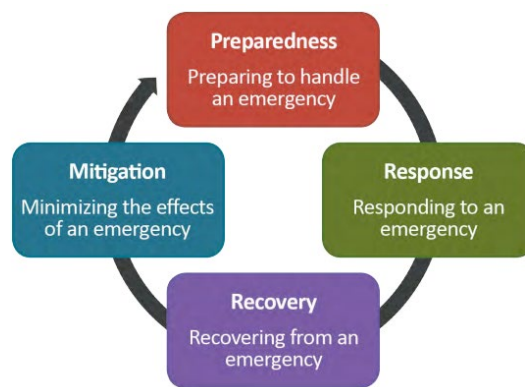 Preparedness
Preparing to handle
an emergency
Mitigation
Minimizing the effects
of an emergency
Response
Responding to an
emergency
Recovery
Recovering from an
emergency